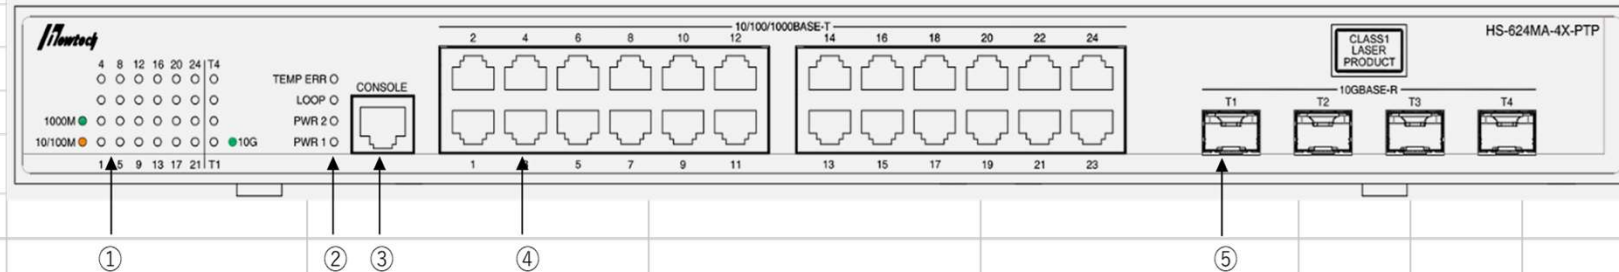 Howtech
10/100/1000BASE-T
HS-624MA-4X-PTP
4 8 12 16 20 24 T4
TEMP ERR
LOOP
PWR 2
PWR 1
1000M
10/100M
10G
1 5 9 13 17 21 T1
CONSOLE
2 4 6 8 10 12
14 16 18 20 22 24
1 3 5 7 9 11
13 15 17 19 21 23
CLASS1
LASER
PRODUCT
10GBASE-R
T1 T2 T3 T4
① ② ③ ④ ⑤